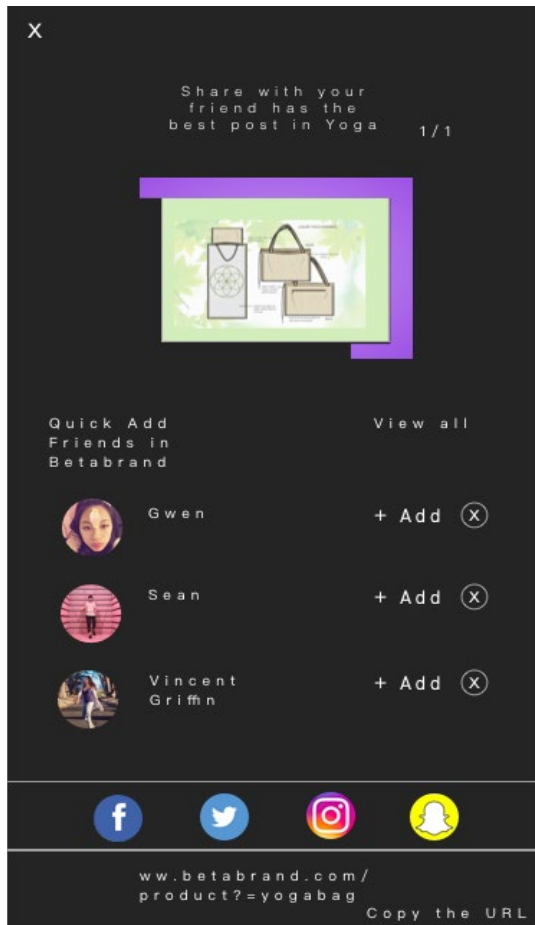 X
Share with your
friend has the
best post in Yoga
1/1
Quick Add
Friends in
Betabrand
View all
Gwen
+ Add X
Sean
+ Add X
Vincent
Griffin
+ Add X
f
ww.betabrand.com/
product?=yogabag
Copy the URL